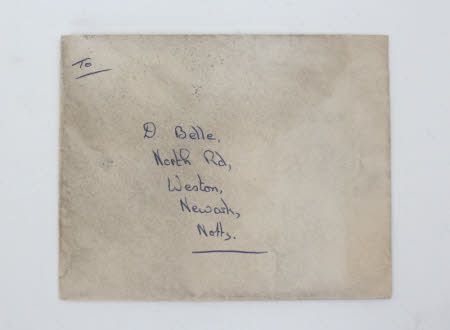 To
D Belle,
North Rd,
Weston,
Newark,
Notts.